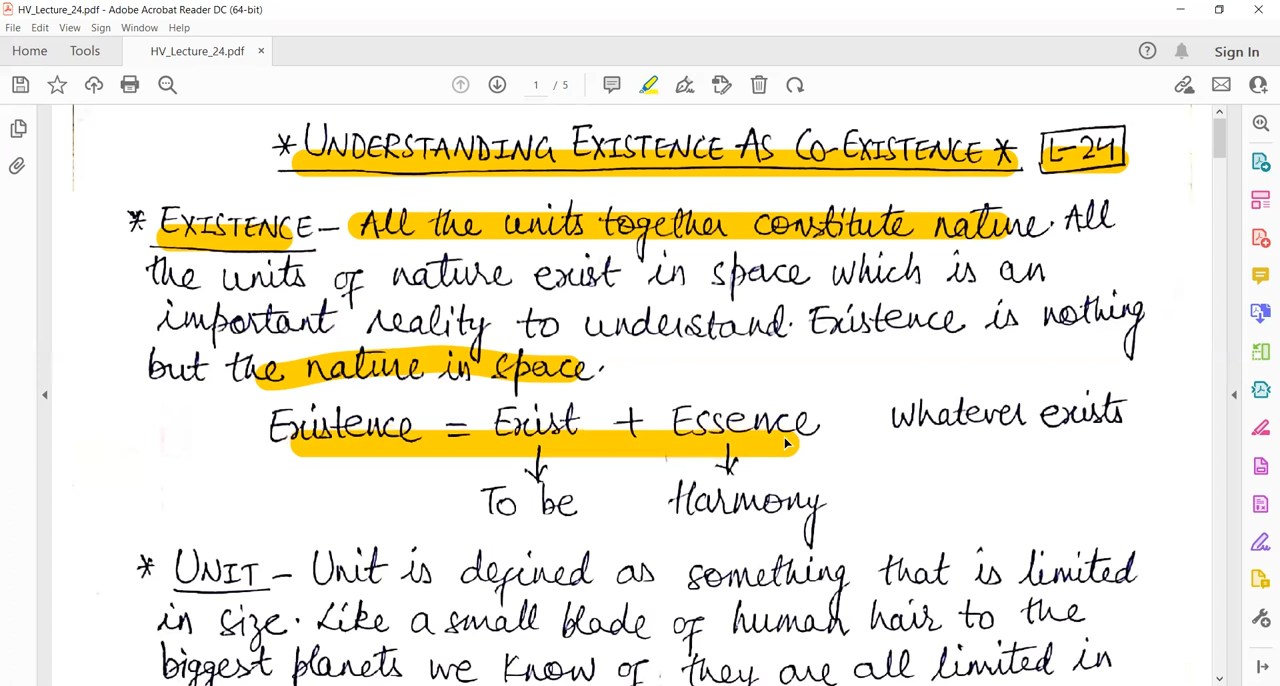 HV_Lecture_24.pdf - Adobe Acrobat Reader DC (64-bit)
File Edit View Sign Window Help
Home Tools HV_Lecture_24.pdf × Sign In
1 / 5
* UNDERSTANDING EXISTENCE AS CO-EXISTENCE * L-24
* EXISTENCE - All the units together constitute nature. All
the units of nature exist in space which is an
important reality to understand. Existence is nothing
but the nature in space.
Existence = Exist + Essence whatever exists
To be Harmony
* UNIT - Unit is defined as something that is limited
in size. Like a small blade of human hair to the
biggest planets we know of, they are all limited in